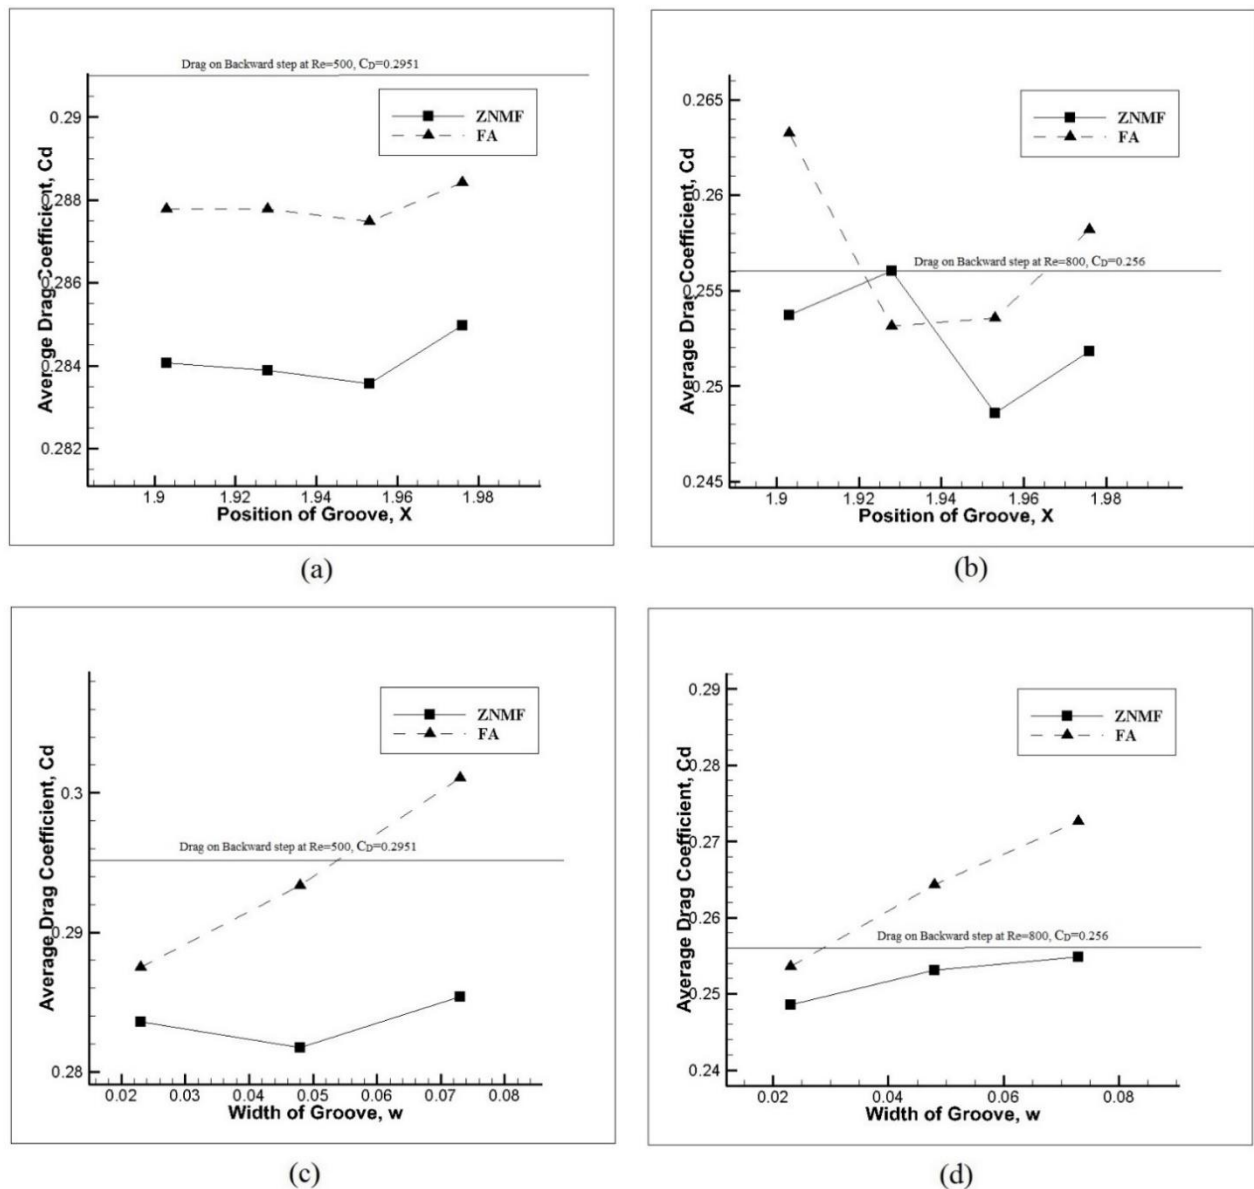 Drag on Backward step at Re=500, CD=0.2951
ZNMF
FA
0.29
0.288
0.286
0.284
0.282
Average Drag Coefficient, Cd
1.9 1.92 1.94 1.96 1.98
Position of Groove, X
(a)
ZNMF
FA
Drag on Backward step at Re=800, CD=0.256
0.265
0.26
0.255
0.25
0.245
Average Drag Coefficient, Cd
1.9 1.92 1.94 1.96 1.98
Position of Groove, X
(b)
ZNMF
FA
Drag on Backward step at Re=500, CD=0.2951
0.3
0.29
0.28
Average Drag Coefficient, Cd
0.02 0.03 0.04 0.05 0.06 0.07 0.08
Width of Groove, w
(c)
ZNMF
FA
Drag on Backward step at Re=800, CD=0.256
0.29
0.28
0.27
0.26
0.25
0.24
Average Drag Coefficient, Cd
0.02 0.04 0.06 0.08
Width of Groove, w
(d)